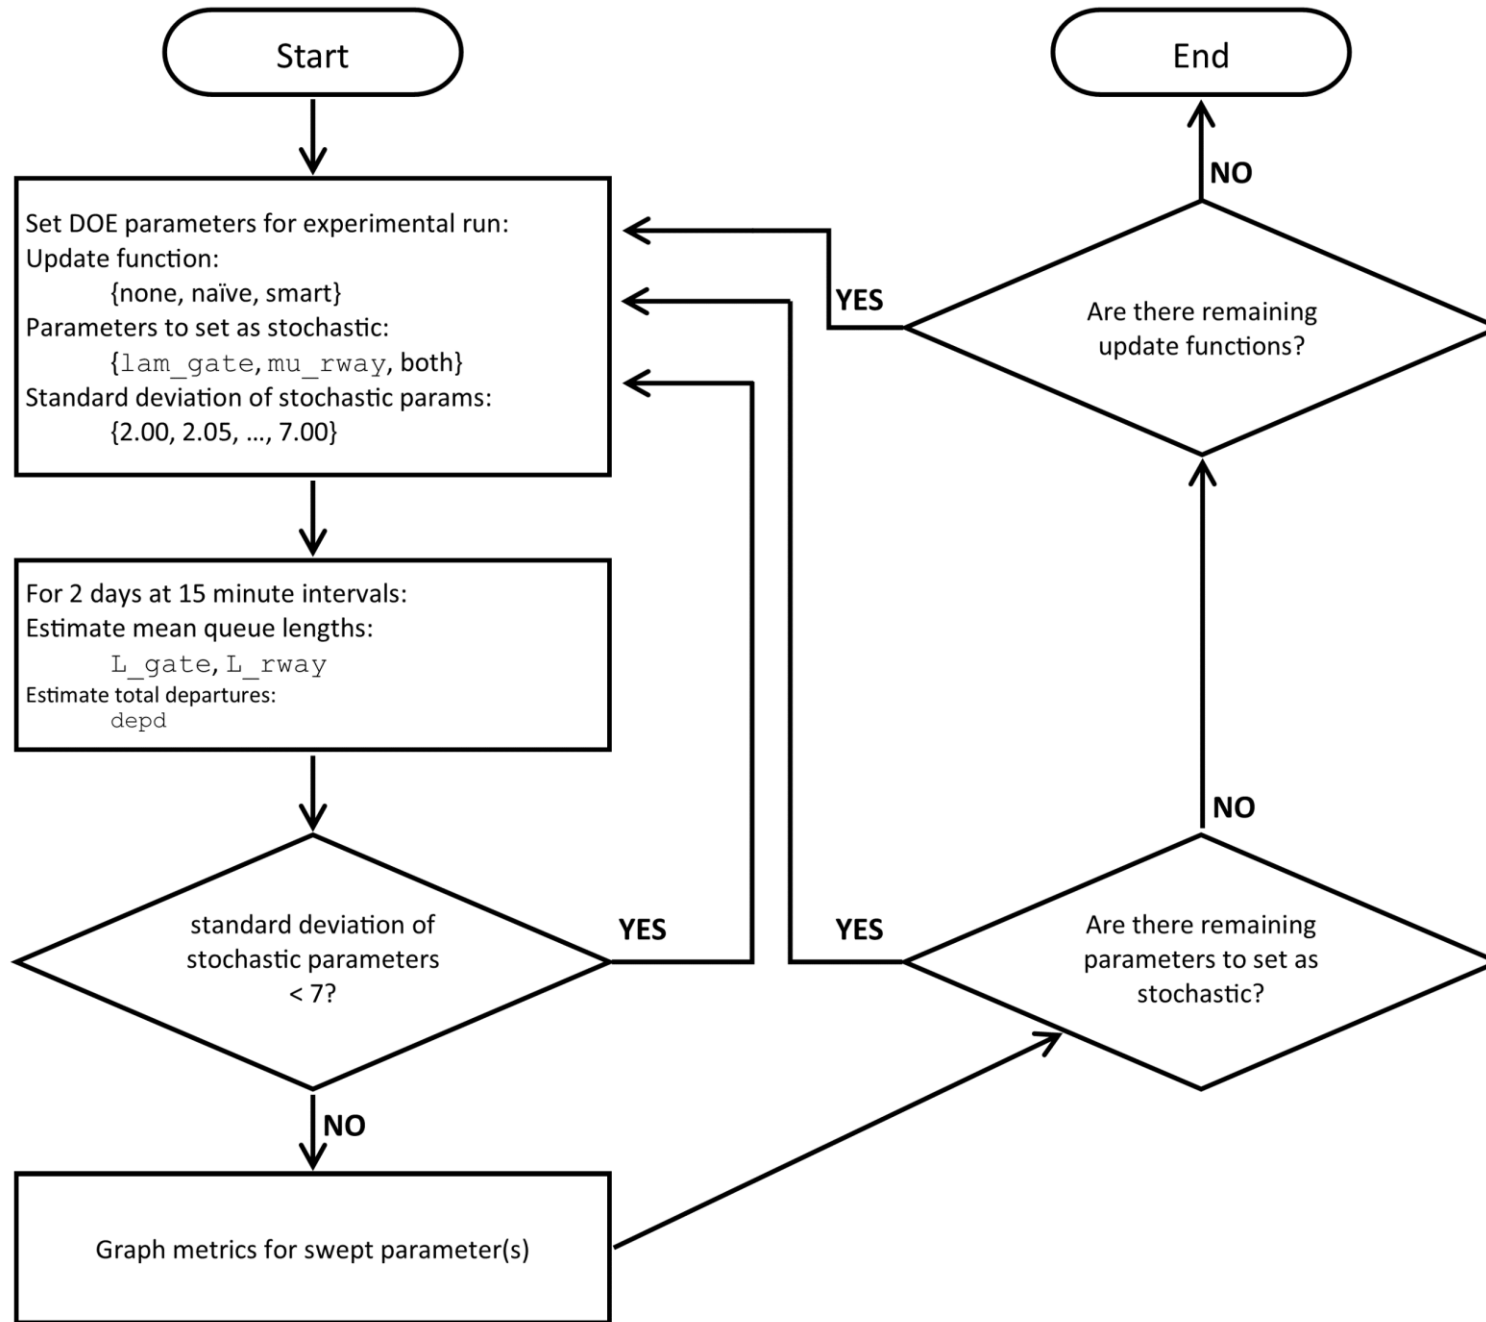 Start
Set DOE parameters for experimental run:
Update function:
{none, naïve, smart}
Parameters to set as stochastic:
{lam_gate, mu_rway, both}
Standard deviation of stochastic params:
{2.00, 2.05, ..., 7.00}
For 2 days at 15 minute intervals:
Estimate mean queue lengths:
L_gate, L_rway
Estimate total departures:
depd
standard deviation of
stochastic parameters
< 7?
YES
NO
Graph metrics for swept parameter(s)
Are there remaining
parameters to set as
stochastic?
YES
NO
Are there remaining
update functions?
YES
NO
End